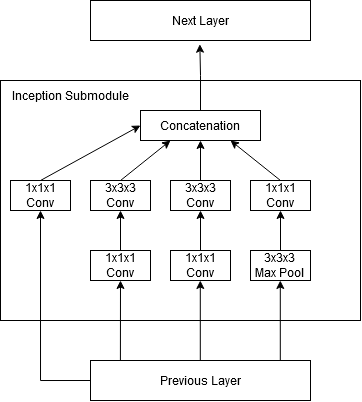 Next Layer
Inception Submodule
Concatenation
1x1x1
Conv
3x3x3
Conv
3x3x3
Conv
1x1x1
Conv
1x1x1
Conv
1x1x1
Conv
3x3x3
Max Pool
Previous Layer